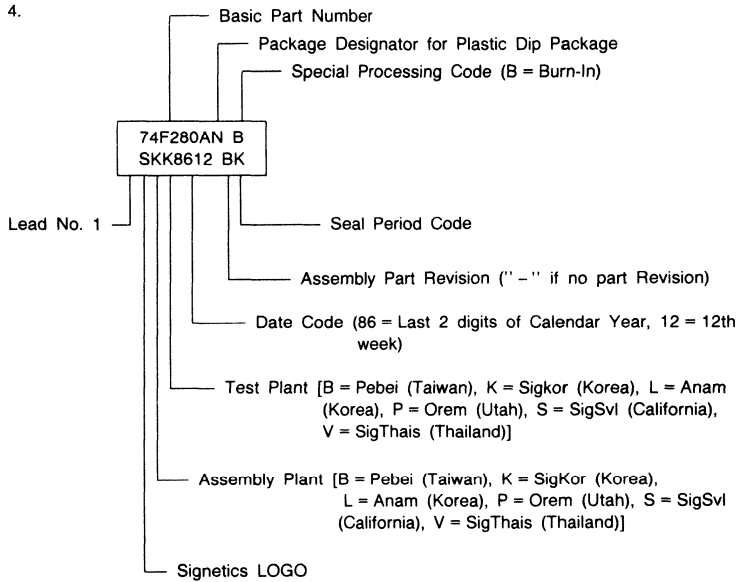 4.
Basic Part Number
Package Designator for Plastic Dip Package
Special Processing Code (B = Burn-In)
74F280AN B
SKK8612 BK
Lead No. 1
Seal Period Code
Assembly Part Revision ("–" if no part Revision)
Date Code (86 = Last 2 digits of Calendar Year, 12 = 12th
week)
Test Plant [B = Pebei (Taiwan), K = Sigkor (Korea), L = Anam
(Korea), P = Orem (Utah), S = SigSvl (California),
V = SigThais (Thailand)]
Assembly Plant [B = Pebei (Taiwan), K = SigKor (Korea),
L = Anam (Korea), P = Orem (Utah), S = SigSvl
(California), V = SigThais (Thailand)]
Signetics LOGO